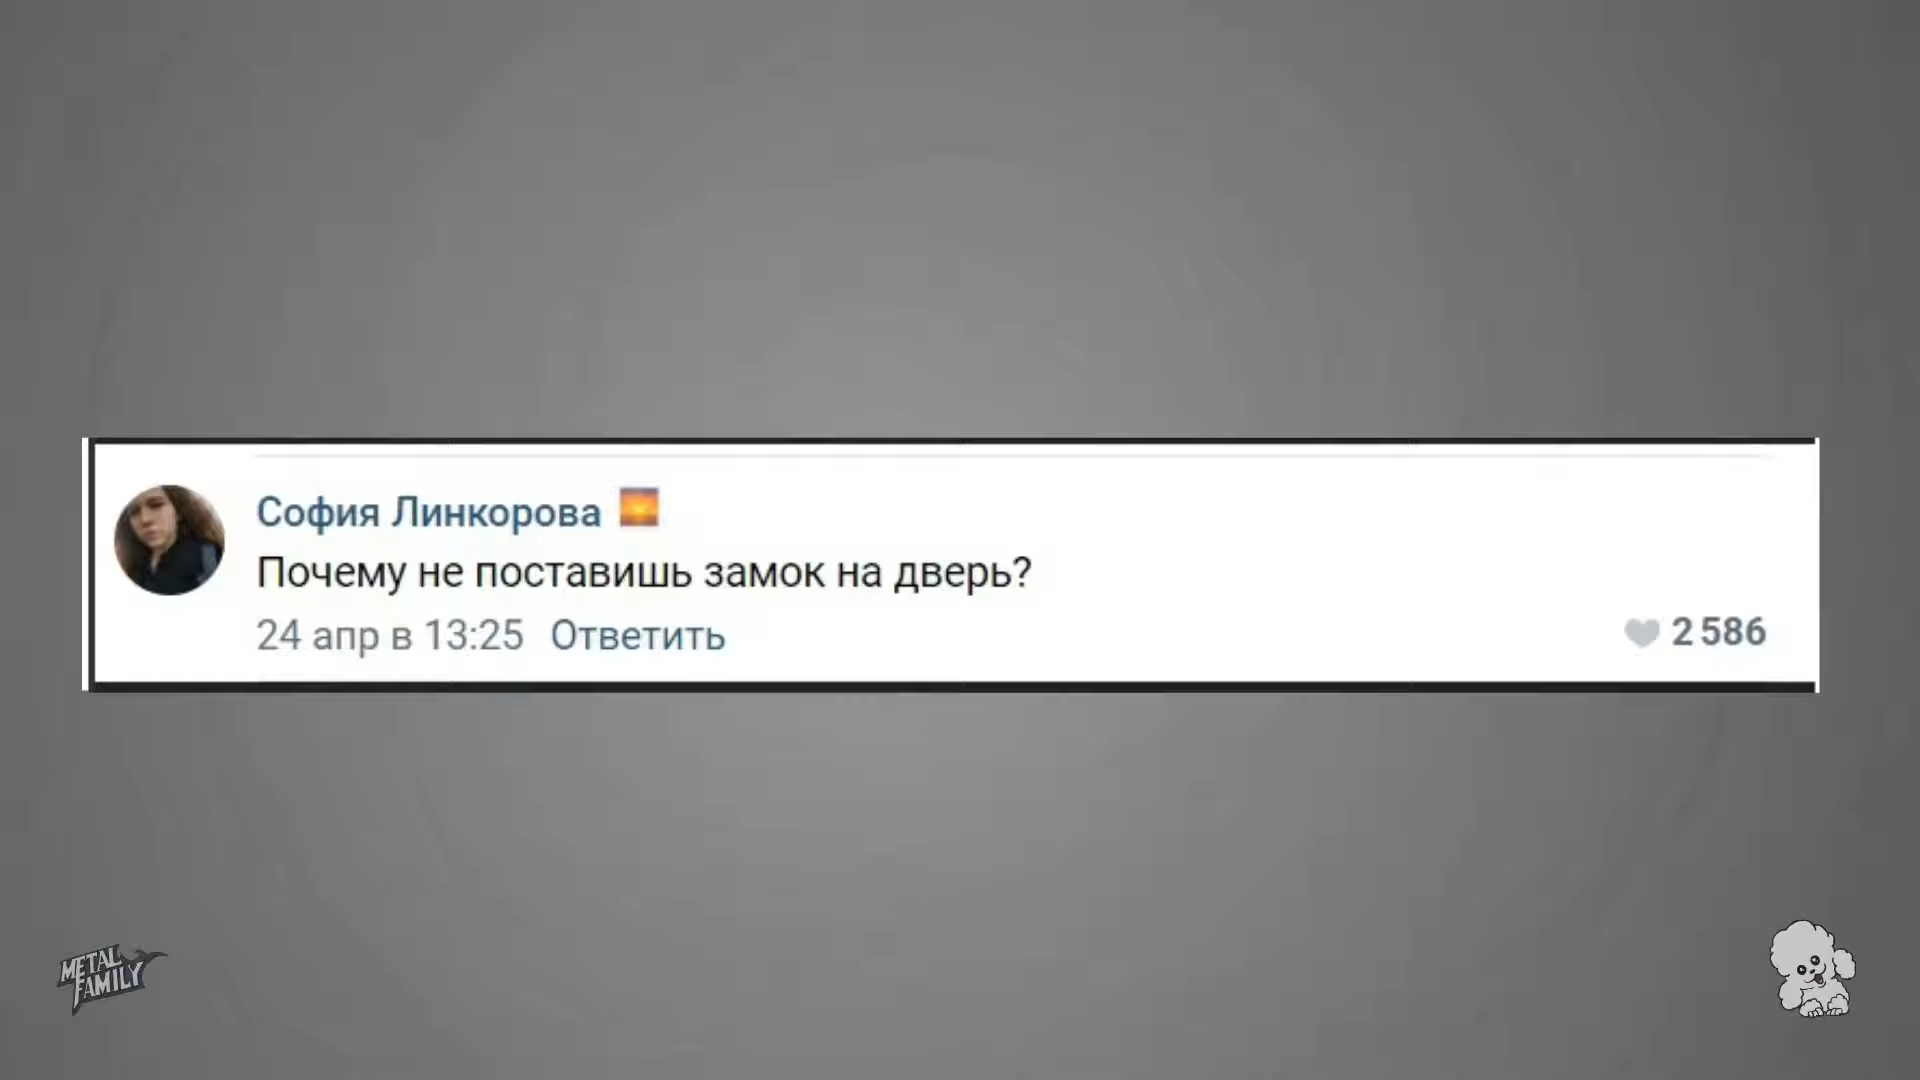 София Линкорова
Почему не поставишь замок на дверь?
24 апр в 13:25 Ответить
2 586
METAL
FAMILY